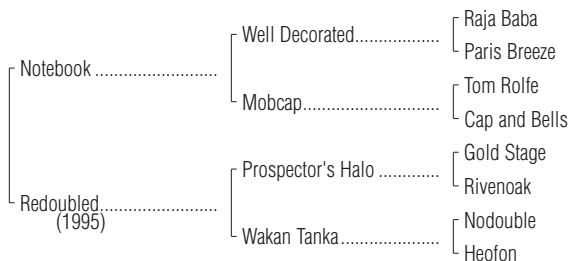 Raja Baba
Well Decorated....................
Paris Breeze
Notebook .............................
Tom Rolfe
Mobcap.................................
Cap and Bells
Gold Stage
Prospector's Halo ..............
Rivenoak
Redoubled............................
(1995)
Nodouble
Wakan Tanka.......................
Heofon